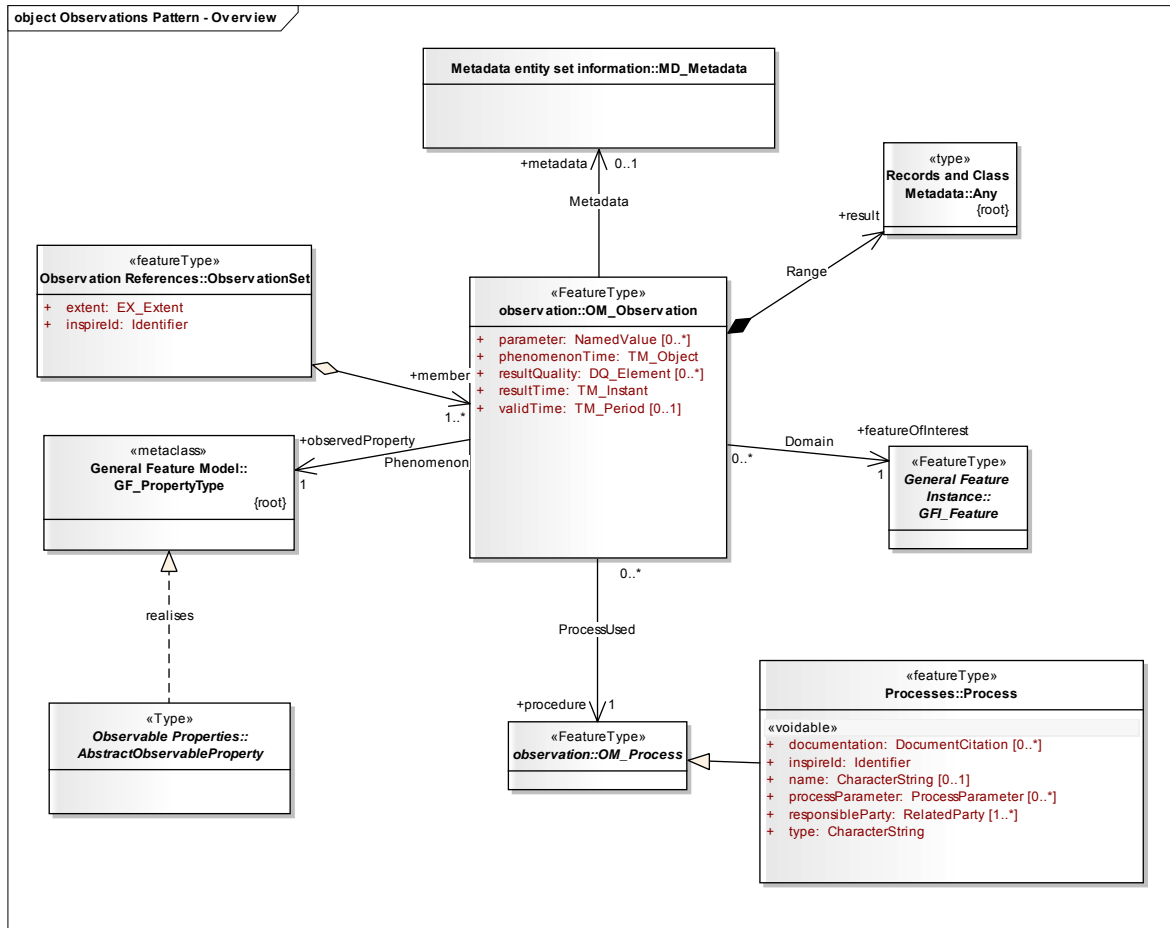 object Observations Pattern - Overview
Metadata entity set information::MD_Metadata
+metadata
0..1
Metadata
«type»
Records and Class
Metadata::Any
{root}
+result
Range
«featureType»
Observation References::ObservationSet
+ extent: EX_Extent
+ inspireId: Identifier
«FeatureType»
observation::OM_Observation
+ parameter: NamedValue [0..*]
+ phenomenonTime: TM_Object
+ resultQuality: DQ_Element [0..*]
+ resultTime: TM_Instant
+ validTime: TM_Period [0..1]
+member
1..*
+observedProperty
Phenomenon
1
«metaclass»
General Feature Model::
GF_PropertyType
{root}
Domain
0..*
+featureOfInterest
1
«FeatureType»
General Feature
Instance::
GFI_Feature
realises
0..*
ProcessUsed
+procedure
1
«Type»
Observable Properties::
AbstractObservableProperty
«FeatureType»
observation::OM_Process
«featureType»
Processes::Process
«voidable»
+ documentation: DocumentCitation [0..*]
+ inspireId: Identifier
+ name: CharacterString [0..1]
+ processParameter: ProcessParameter [0..*]
+ responsibleParty: RelatedParty [1..*]
+ type: CharacterString